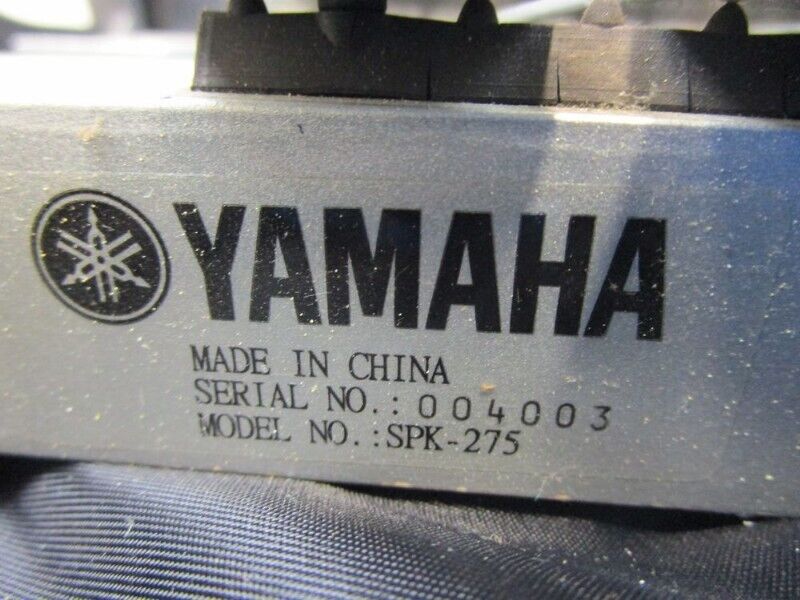 YAMAHA
MADE IN CHINA
SERIAL NO.:004003
MODEL NO.:SPK-275